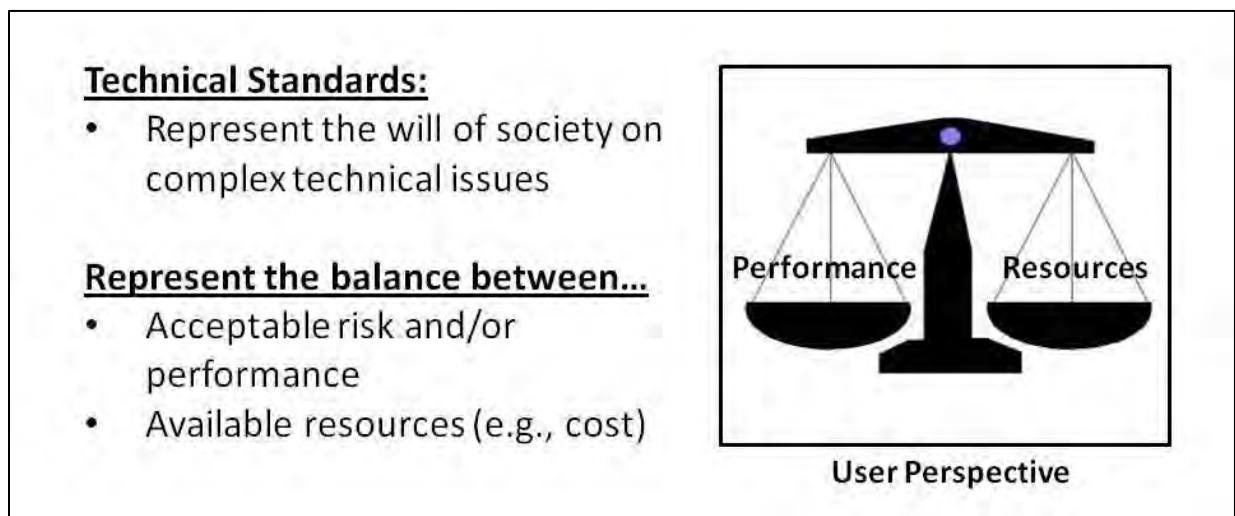 Technical Standards:
• Represent the will of society on
complex technical issues
Represent the balance between...
• Acceptable risk and/or
performance
• Available resources (e.g., cost)
Performance
Resources
User Perspective